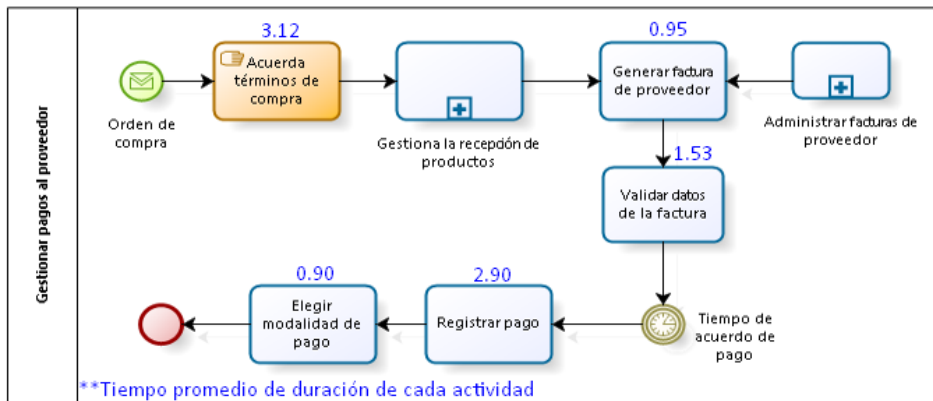 Gestionar pagos al proveedor
3.12
0.95
Acuerda
términos de
compra
Generar factura
de proveedor
Orden de
compra
Gestiona la recepción de
productos
Administrar facturas de
proveedor
1.53
Validar datos
de la factura
0.90
2.90
Elegir
modalidad de
pago
Registrar pago
Tiempo de
acuerdo de
pago
**Tiempo promedio de duración de cada actividad